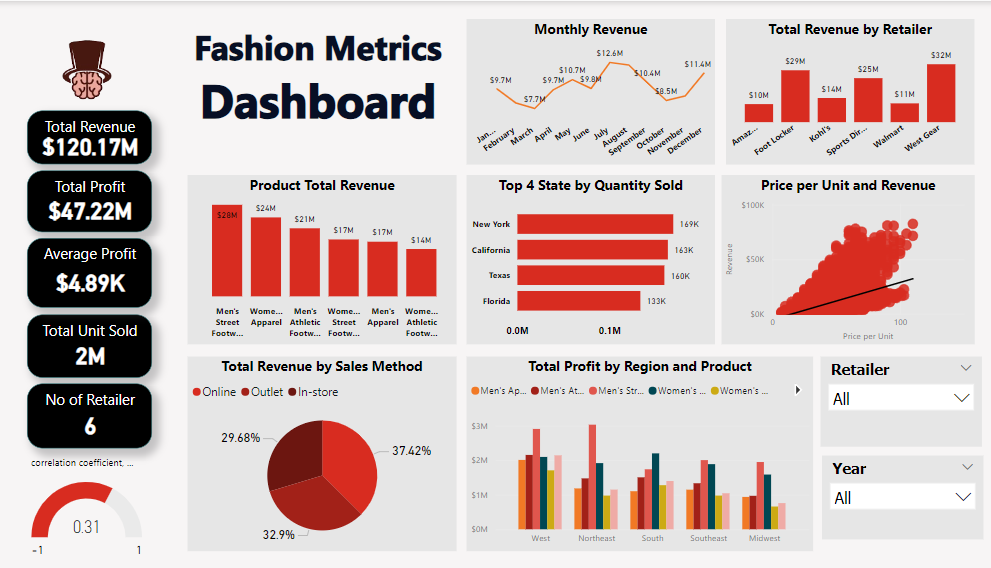 Fashion Metrics
Dashboard
Total Revenue
$120.17M
Total Profit
$47.22M
Average Profit
$4.89K
Total Unit Sold
2M
No of Retailer
6
correlation coefficient, ...
0.31
-1
1
Monthly Revenue
$9.7M
$7.7M
$9.7M
$10.7M
$9.8M
$12.6M
$10.4M
$8.5M
$11.4M
Jan...
February
March
April
May
June
July
August
September
October
November
December
Total Revenue by Retailer
$10M
$29M
$14M
$25M
$11M
$32M
Amaz...
Foot Locker
Kohl's
Sports Dir...
Walmart
West Gear
Product Total Revenue
$28M
$24M
$21M
$17M
$17M
$14M
Men's Street Footw...
Wome... Apparel
Men's Athletic Footw...
Wome... Street Footw...
Men's Apparel
Wome... Athletic Footw...
Top 4 State by Quantity Sold
New York
169K
California
163K
Texas
160K
Florida
133K
0.0M
0.1M
Price per Unit and Revenue
Revenue
$100K
$50K
$0K
0
100
Price per Unit
Total Revenue by Sales Method
Online
Outlet
In-store
29.68%
37.42%
32.9%
Total Profit by Region and Product
Men's Ap...
Men's At...
Men's Str...
Women's ...
Women's ...
$3M
$2M
$1M
$0M
West
Northeast
South
Southeast
Midwest
Retailer
All
Year
All